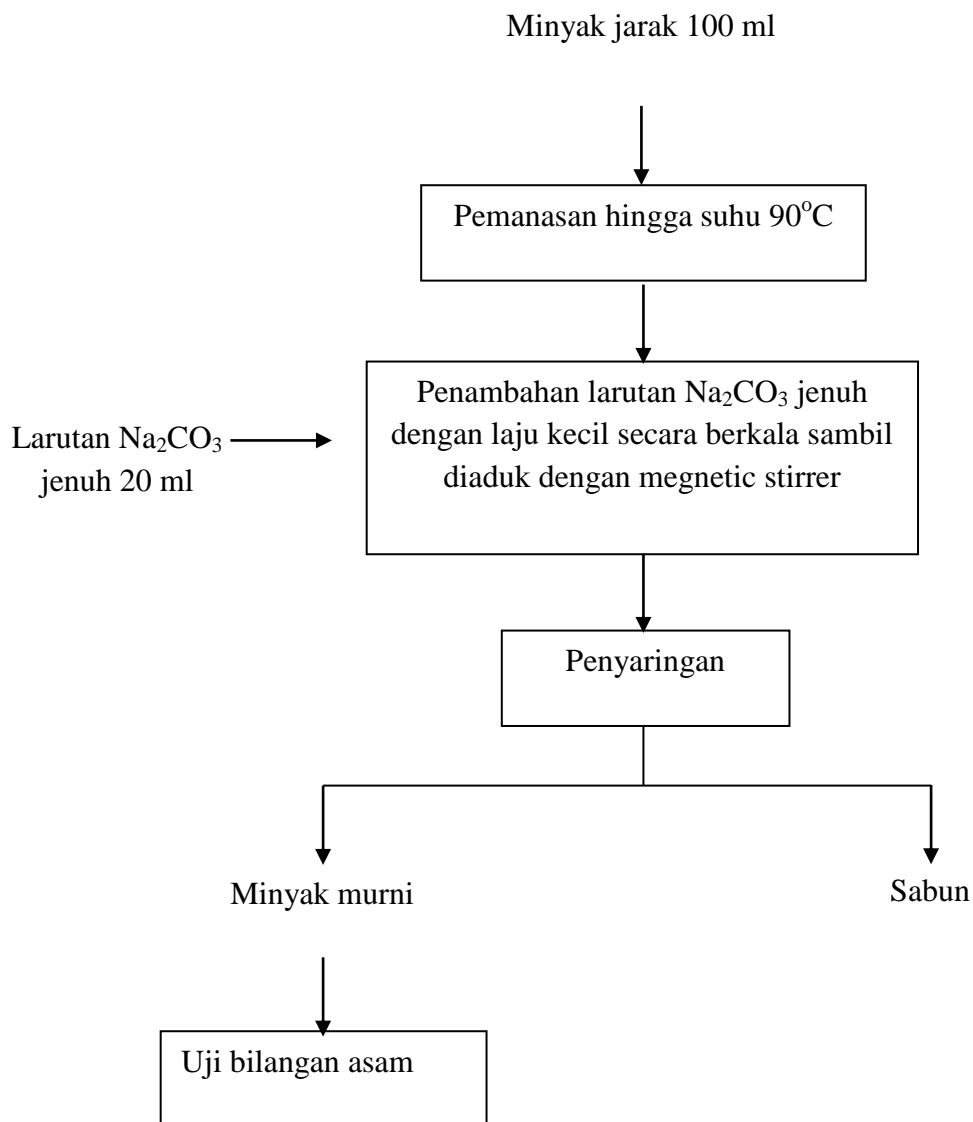 Minyak jarak 100 ml
Pemanasan hingga suhu 90°C
Penambahan larutan Na₂CO₃ jenuh
dengan laju kecil secara berkala sambil
diaduk dengan megnetic stirrer
Larutan Na₂CO₃
jenuh 20 ml
Penyaringan
Minyak murni
Sabun
Uji bilangan asam